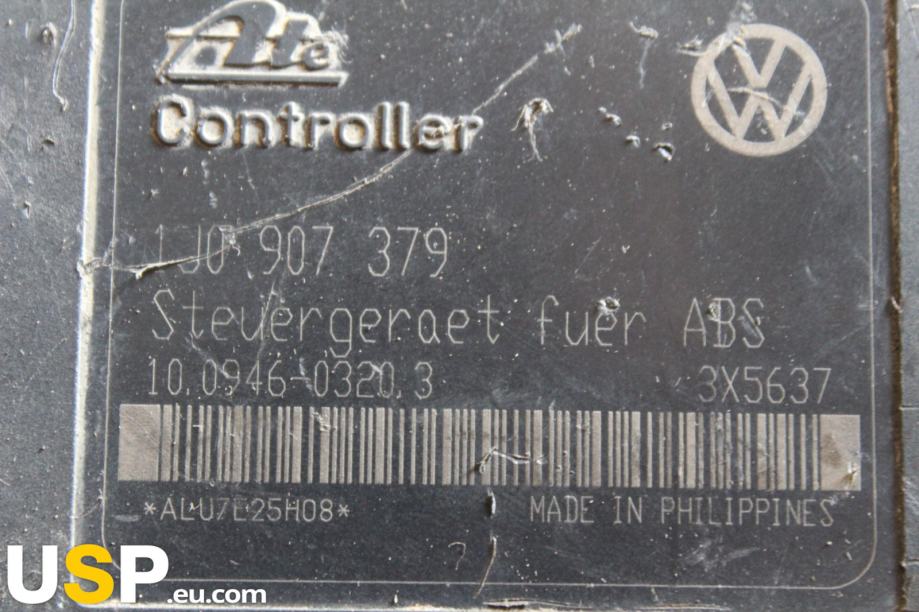 Ate
Controller
1J0 907 379
Steuergeraet fuer ABS
10.0946-0320.3 3X5637
*ALU7E25H08*
MADE IN PHILIPPINES
USP.eu.com